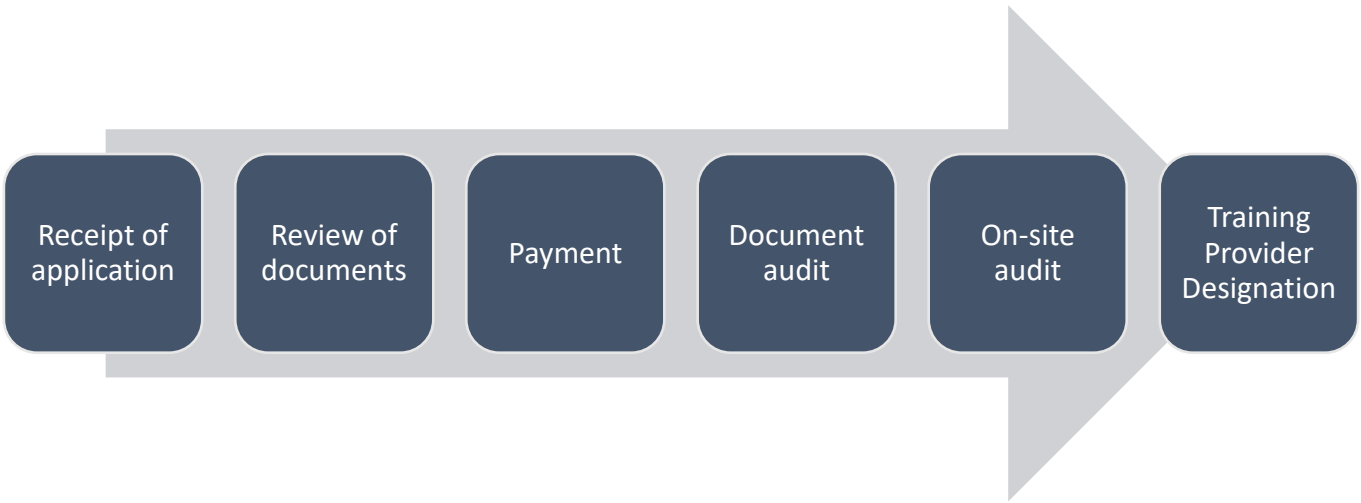 Receipt of
application
Review of
documents
Payment
Document
audit
On-site
audit
Training
Provider
Designation